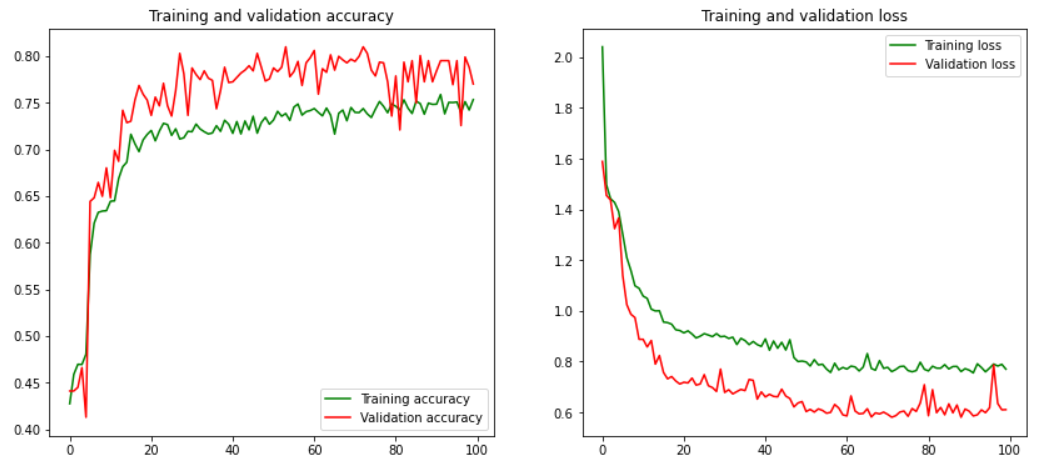 Training and validation accuracy
0.80
0.75
0.70
0.65
0.60
0.55
0.50
0.45
0.40
0 20 40 60 80 100
Training accuracy
Validation accuracy
Training and validation loss
2.0
1.8
1.6
1.4
1.2
1.0
0.8
0.6
0 20 40 60 80 100
Training loss
Validation loss